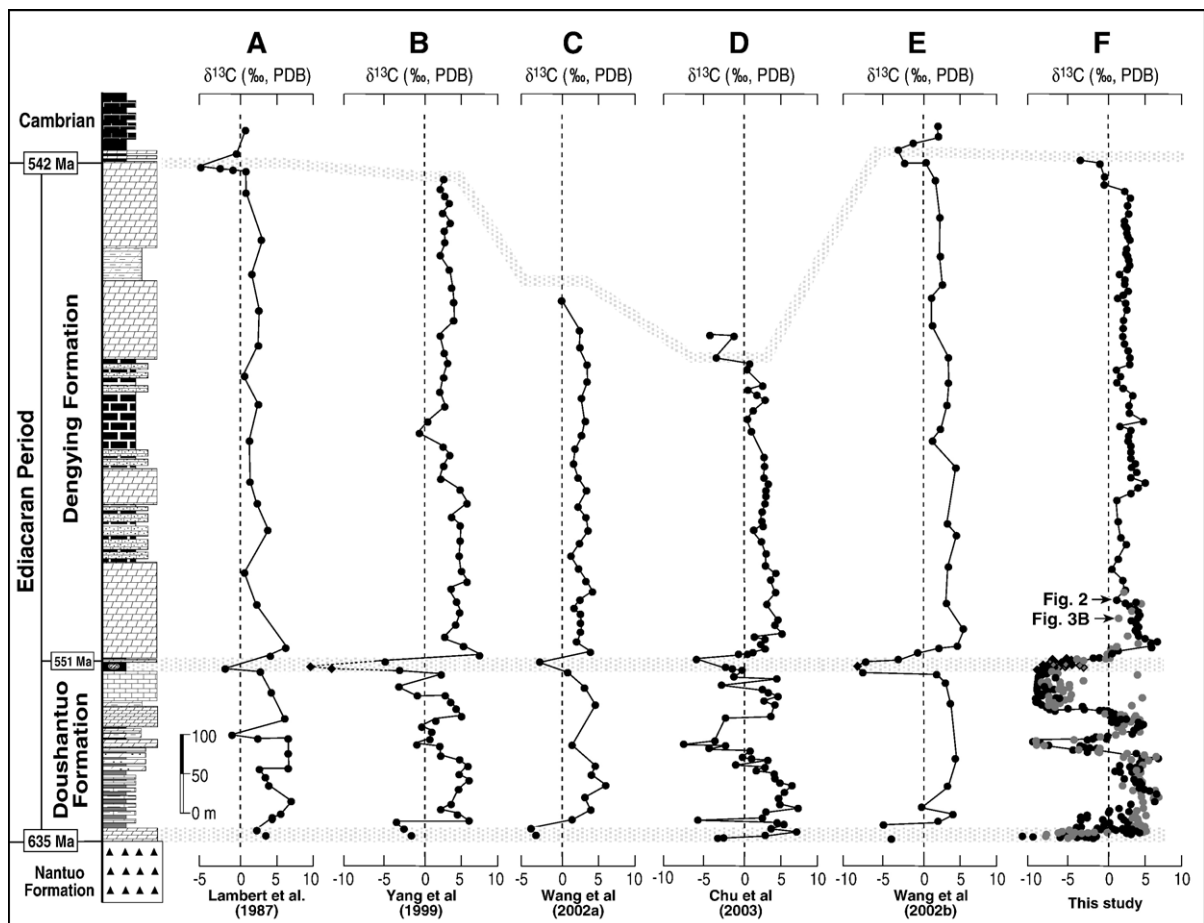 A B C D E F
δ¹³C (‰, PDB) δ¹³C (‰, PDB) δ¹³C (‰, PDB) δ¹³C (‰, PDB) δ¹³C (‰, PDB) δ¹³C (‰, PDB)
Cambrian
542 Ma
Ediacaran Period
Dengying Formation
Fig. 2
Fig. 3B
551 Ma
Doushantuo
Formation
100
50
0 m
635 Ma
Nantuo
Formation
-5 0 5 10 -10 -5 0 5 10 -5 0 5 10 -10 -5 0 5 10 -10 -5 0 5 10 -10 -5 0 5 10
Lambert et al. Yang et al Wang et al Chu et al Wang et al This study
(1987) (1999) (2002a) (2003) (2002b)